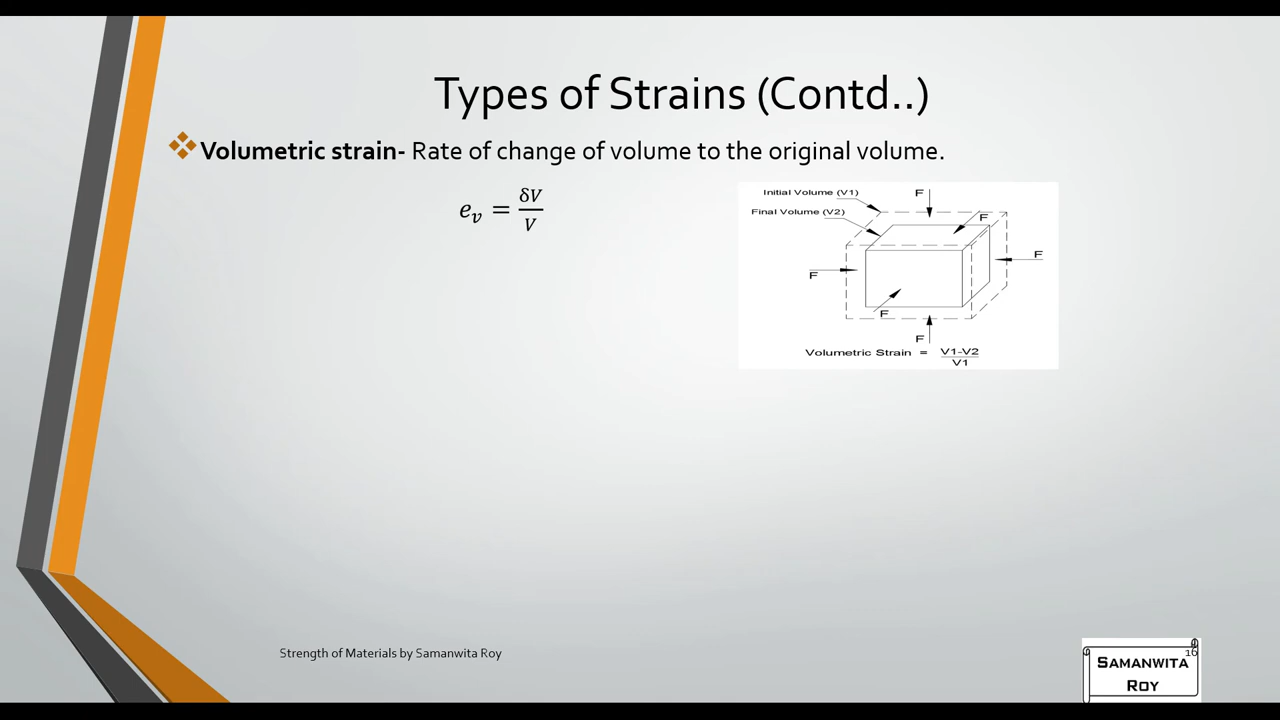 Types of Strains (Contd..)
Volumetric strain- Rate of change of volume to the original volume.
e_v = δV/V
Initial Volume (V1)
Final Volume (V2)
F
F
F
F
F
F
Volumetric Strain = V1-V2/V1
Strength of Materials by Samanwita Roy
16
SAMANWITA
ROY